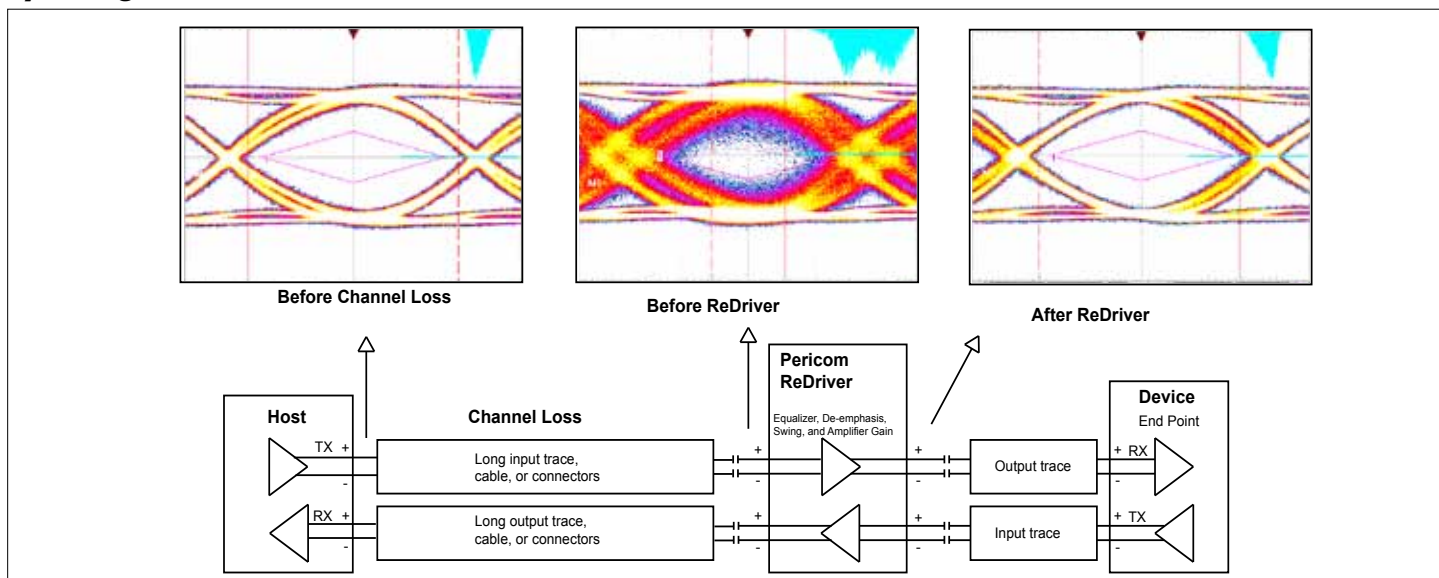 Before Channel Loss
Before ReDriver
After ReDriver
Host
TX + -
RX + -
Channel Loss
Long input trace,
cable, or connectors
Long output trace,
cable, or connectors
Pericom
ReDriver
Equalizer, De-emphasis,
Swing, and Amplifier Gain
+ -
+ -
+ -
+ -
Output trace
Input trace
Device
End Point
+ RX -
+ TX -